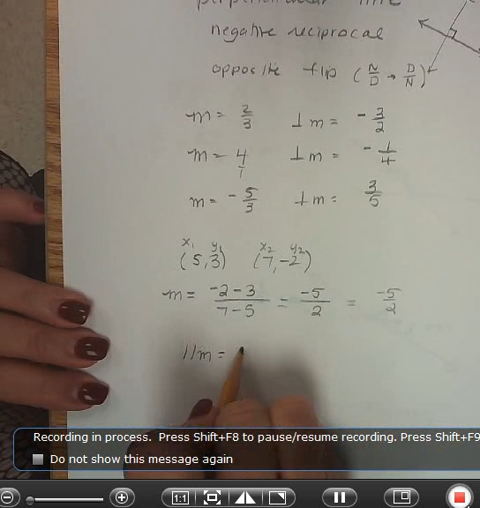 perpendicular line
negative reciprocal
opposite flip (N/D → D/N)
m = 2/3 ⊥m = -3/2
m = 4/1 ⊥m = -1/4
m = -5/3 ⊥m = 3/5
x₁ y₁ x₂ y₂
(5,3) (7,-2)
m = -2-3/7-5 = -5/2 = -5/2
//m =
Recording in process. Press Shift+F8 to pause/resume recording. Press Shift+F9
Do not show this message again
1:1